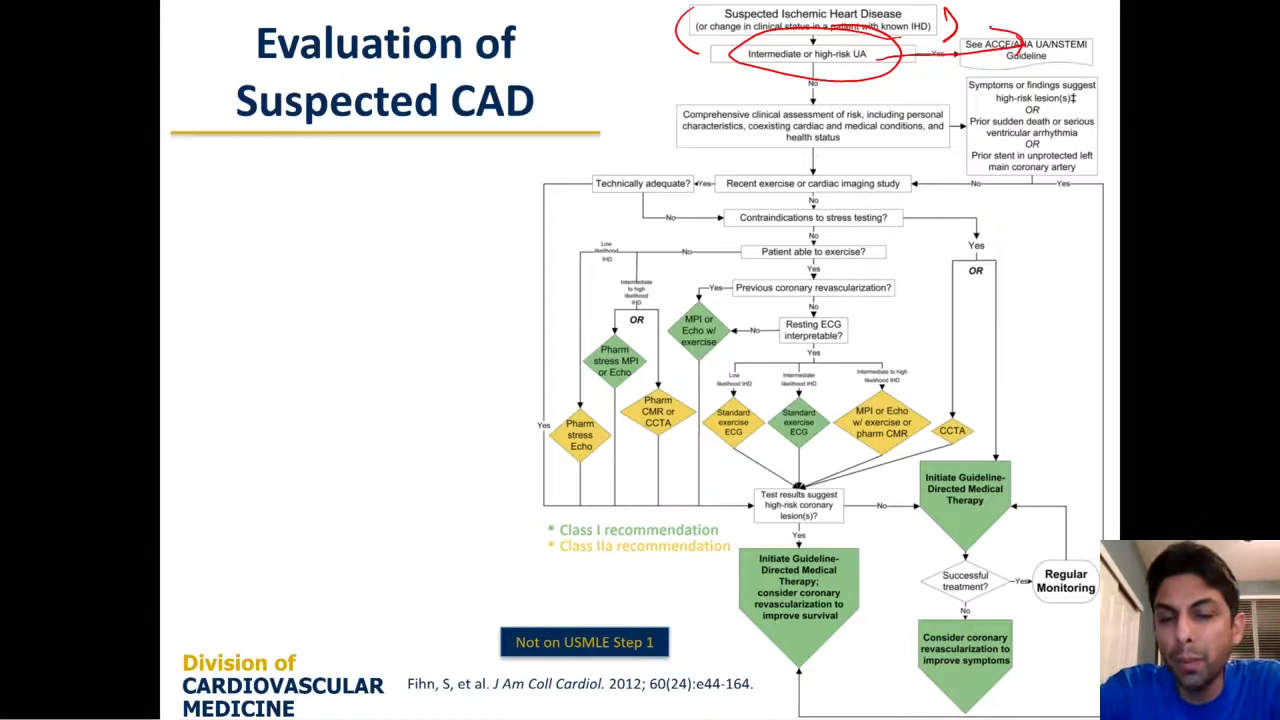 Evaluation of
Suspected CAD
Suspected Ischemic Heart Disease
(or change in clinical status in a patient with known IHD)
Intermediate or high-risk UA
Yes
See ACCF/AHA UA/NSTEMI
Guideline
No
Comprehensive clinical assessment of risk, including personal
characteristics, coexisting cardiac and medical conditions, and
health status
Symptoms or findings suggest
high-risk lesion(s)‡
OR
Prior sudden death or serious
ventricular arrhythmia
OR
Prior stent in unprotected left
main coronary artery
Technically adequate?
Yes
Recent exercise or cardiac imaging study
No
Yes
No
No
Contraindications to stress testing?
No
Yes
OR
Low
likelihood
IHD
No
Patient able to exercise?
Yes
Intermediate
to high
likelihood
IHD
OR
Yes
Previous coronary revascularization?
No
MPI or
Echo w/
exercise
No
Resting ECG
interpretable?
Yes
Pharm
stress MPI
or Echo
Low
likelihood IHD
Intermediate
likelihood IHD
Intermediate to high
likelihood IHD
Pharm
CMR or
CCTA
Standard
exercise
ECG
Standard
exercise
ECG
MPI or Echo
w/ exercise or
pharm CMR
CCTA
Yes
Pharm
stress
Echo
Test results suggest
high-risk coronary
lesion(s)?
No
Yes
Initiate Guideline-
Directed Medical
Therapy
* Class I recommendation
* Class IIa recommendation
Initiate Guideline-
Directed Medical
Therapy;
consider coronary
revascularization to
improve survival
Successful
treatment?
Yes
Regular
Monitoring
No
Consider coronary
revascularization to
improve symptoms
Not on USMLE Step 1
Division of
CARDIOVASCULAR
MEDICINE
Fihn, S, et al. J Am Coll Cardiol. 2012; 60(24):e44-164.